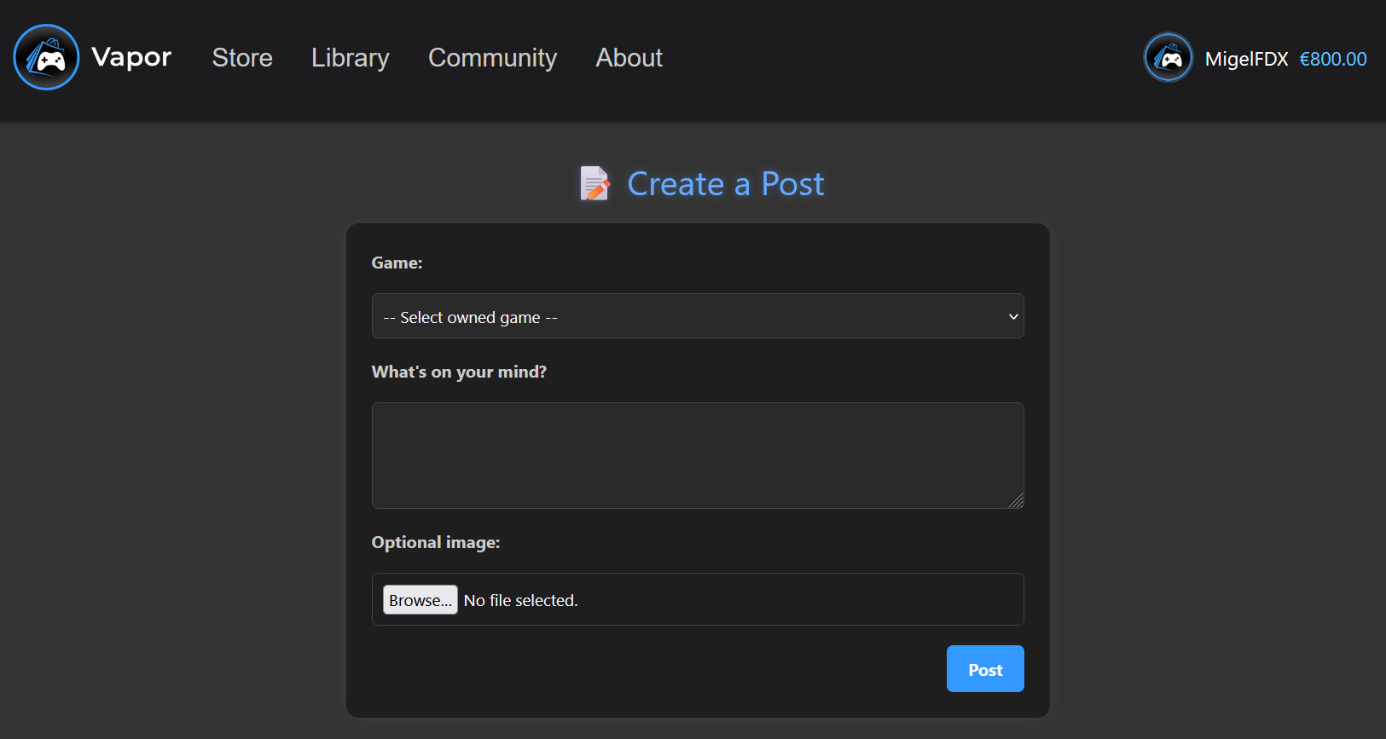 Vapor Store Library Community About MigelFDX €800.00
Create a Post
Game:
-- Select owned game --
What's on your mind?
Optional image:
Browse... No file selected.
Post